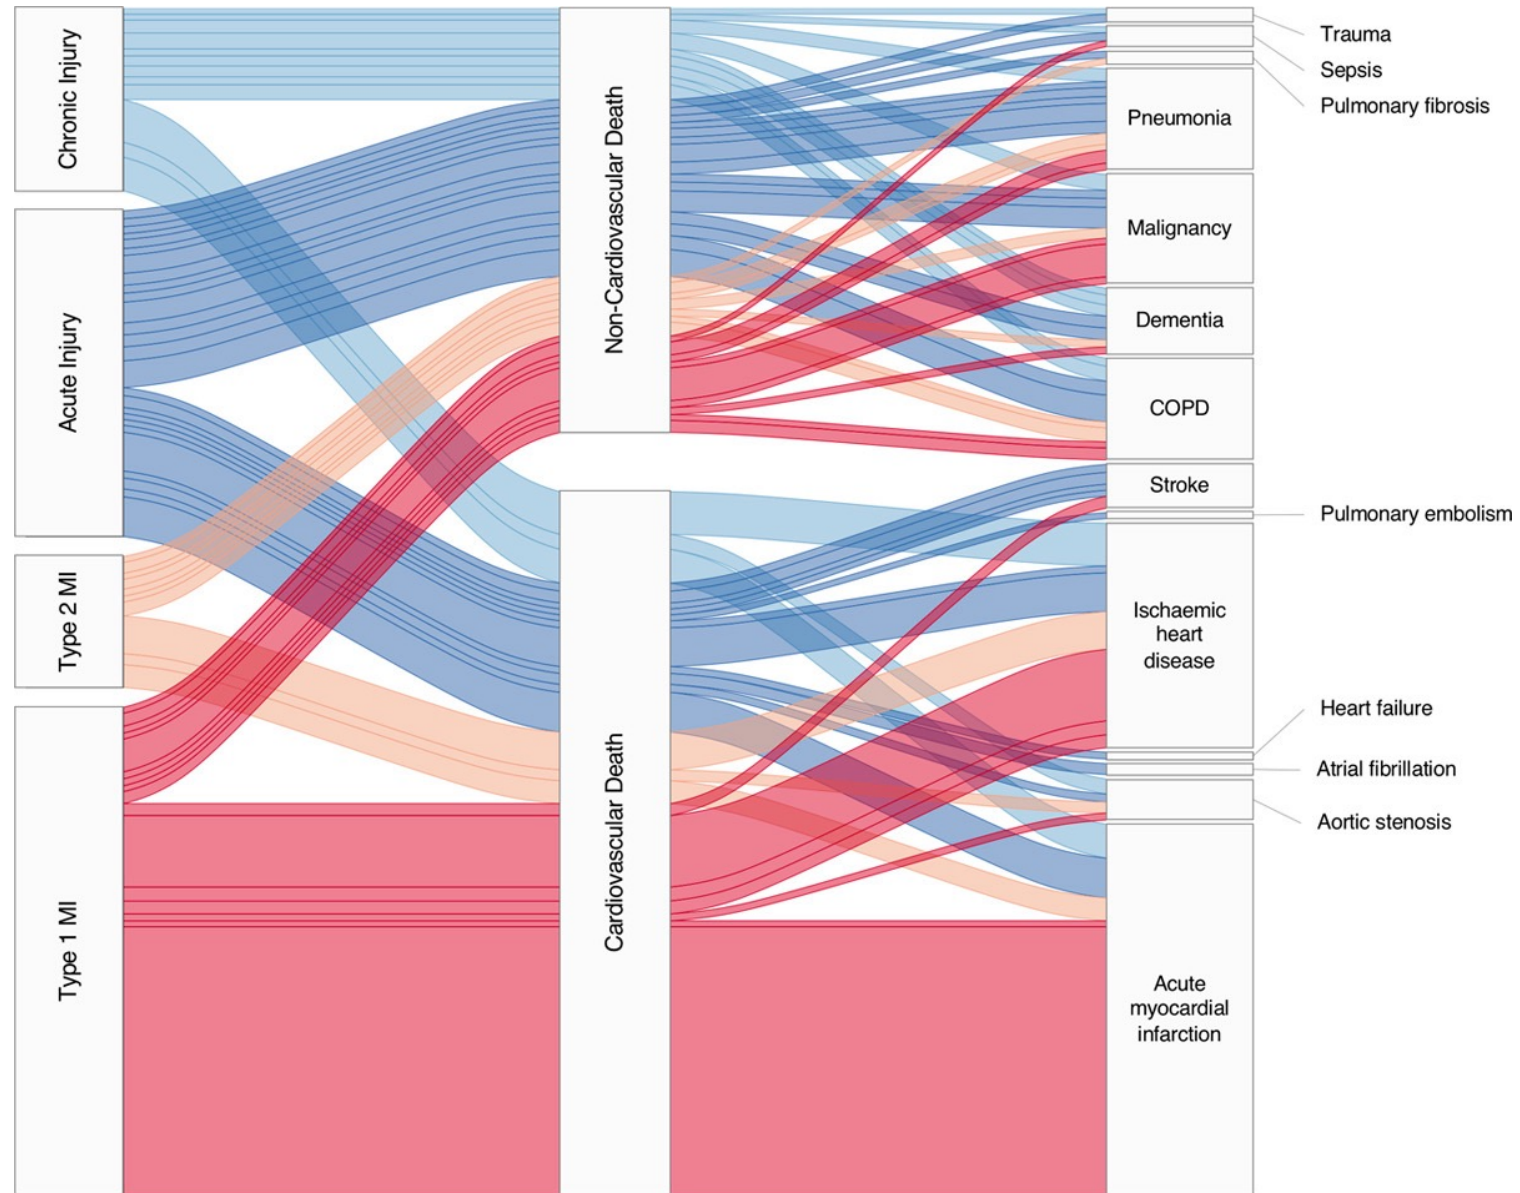 Chronic Injury
Acute Injury
Type 2 MI
Type 1 MI
Non-Cardiovascular Death
Cardiovascular Death
Trauma
Sepsis
Pulmonary fibrosis
Pneumonia
Malignancy
Dementia
COPD
Stroke
Pulmonary embolism
Ischaemic
heart
disease
Heart failure
Atrial fibrillation
Aortic stenosis
Acute
myocardial
infarction